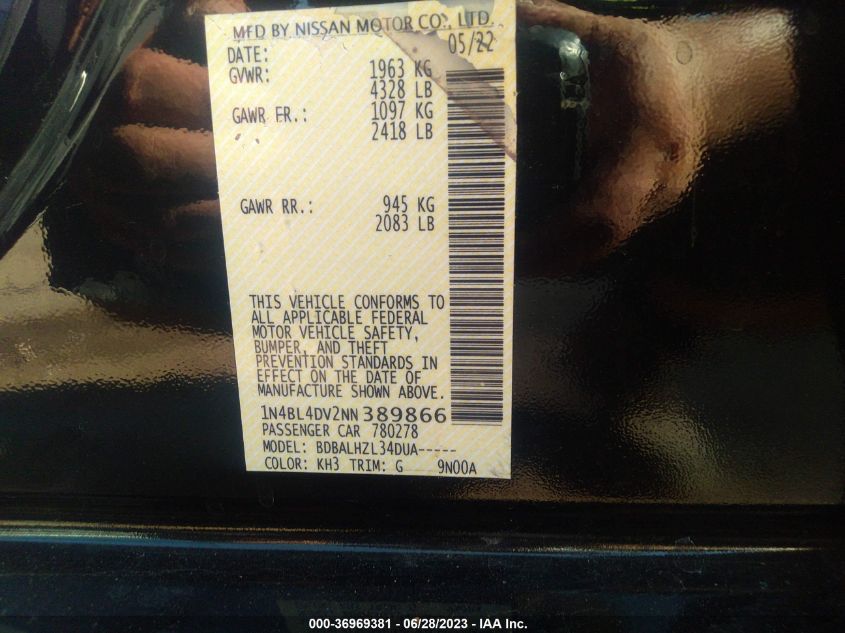 MFD BY NISSAN MOTOR CO., LTD.
DATE: 05/22
GVWR: 1963 KG
4328 LB
GAWR FR.: 1097 KG
2418 LB
GAWR RR.: 945 KG
2083 LB
THIS VEHICLE CONFORMS TO
ALL APPLICABLE FEDERAL
MOTOR VEHICLE SAFETY,
BUMPER, AND THEFT
PREVENTION STANDARDS IN
EFFECT ON THE DATE OF
MANUFACTURE SHOWN ABOVE.
1N4BL4DV2NN389866
PASSENGER CAR 780278
MODEL: BDBALHZL34DUA-----
COLOR: KH3 TRIM: G 9N00A
000-36969381 - 06/28/2023 - IAA Inc.